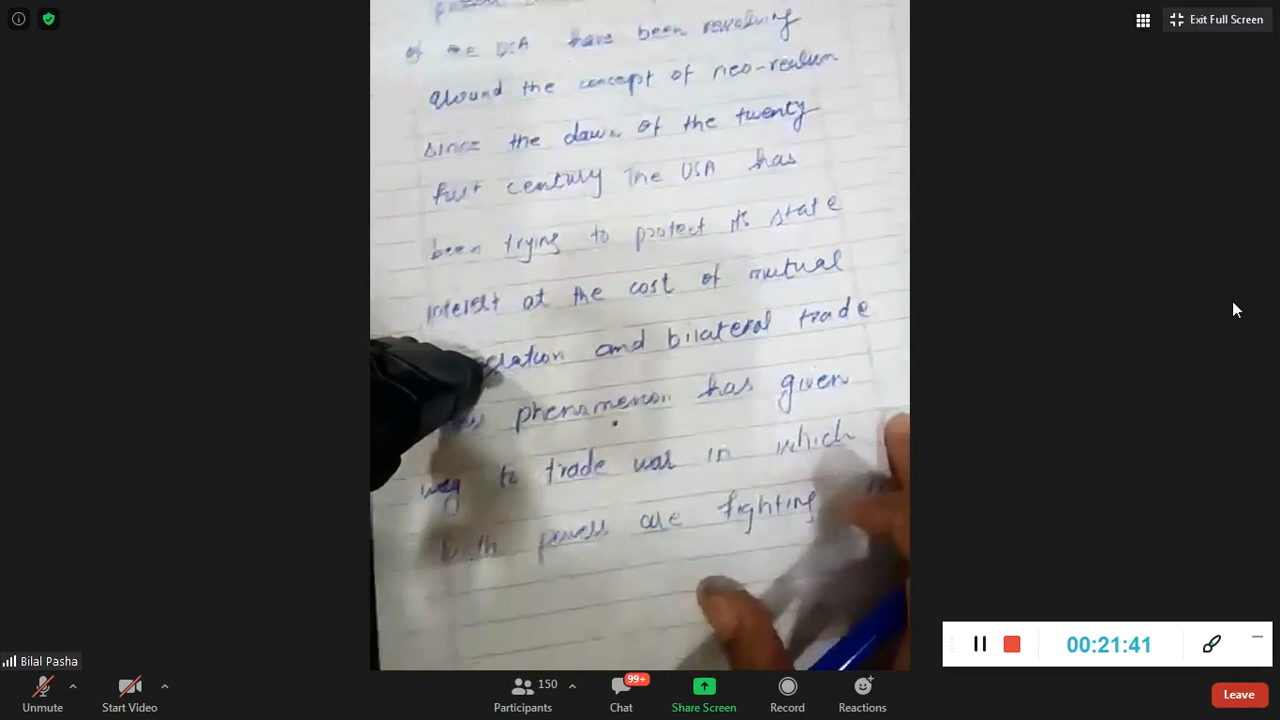 Exit Full Screen
of the USA have been revolving
around the concept of neo-realism
since the dawn of the twenty
first century The USA has
been trying to protect its state
interest at the cost of mutual
and bilateral trade
phenomenon has given
way to trade war in which
both powers are fighting
00:21:41
Bilal Pasha
Unmute
Start Video
150
Participants
99+
Chat
Share Screen
Record
Reactions
Leave